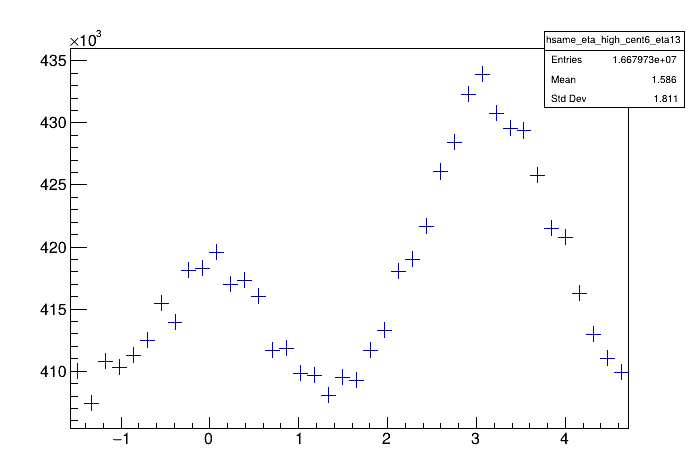 ×10³
hsame_eta_high_cent6_eta13
Entries 1.667973e+07
Mean 1.586
Std Dev 1.811
435
430
425
420
415
410
−1 0 1 2 3 4